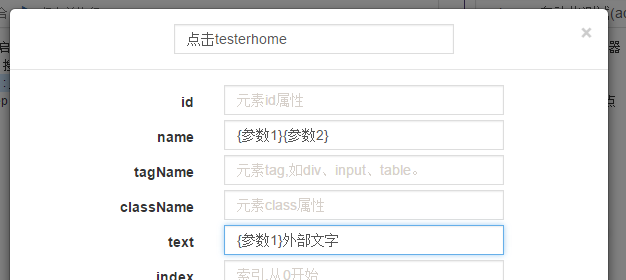 点击testerhome
×
id
元素id属性
name
{参数1}{参数2}
tagName
元素tag,如div、input、table。
className
元素class属性
text
{参数1}外部文字
index
索引,从0开始